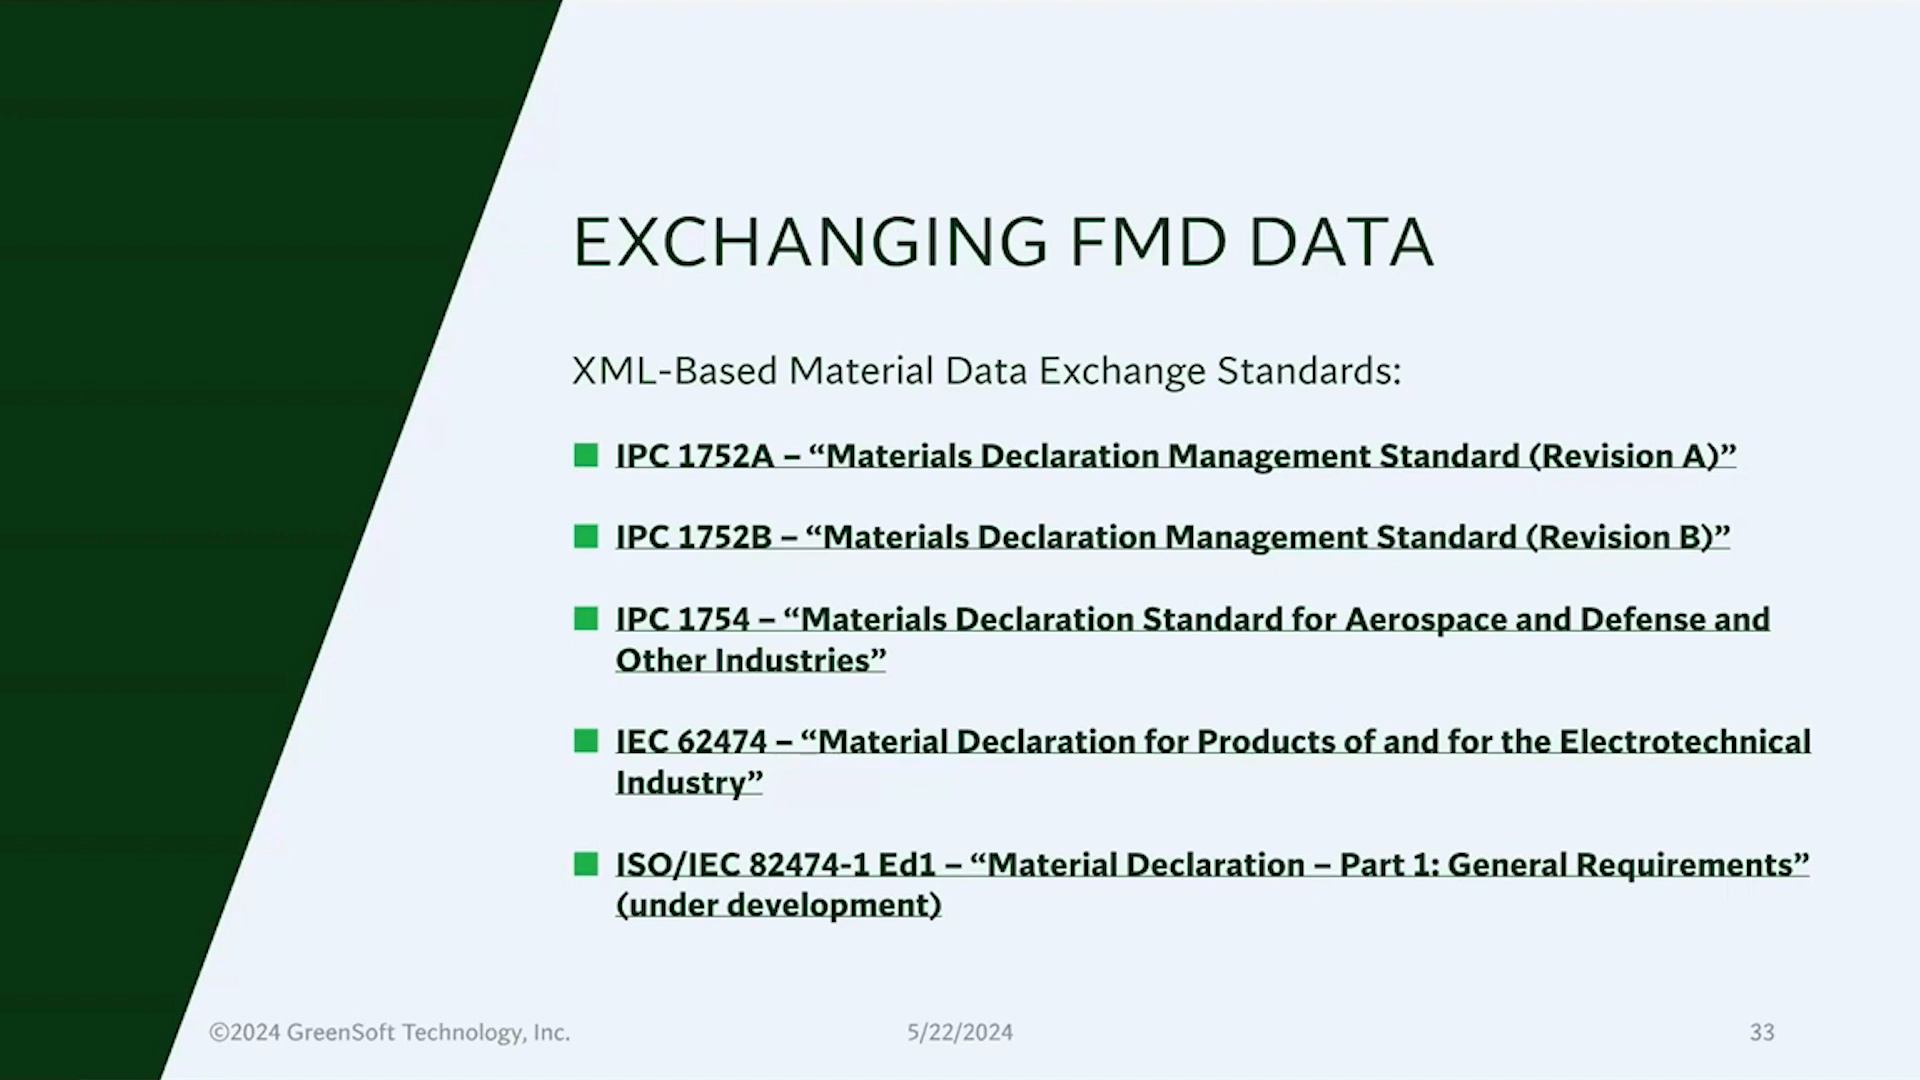 EXCHANGING FMD DATA
XML-Based Material Data Exchange Standards:
IPC 1752A – “Materials Declaration Management Standard (Revision A)”
IPC 1752B – “Materials Declaration Management Standard (Revision B)”
IPC 1754 – “Materials Declaration Standard for Aerospace and Defense and
Other Industries”
IEC 62474 – “Material Declaration for Products of and for the Electrotechnical
Industry”
ISO/IEC 82474-1 Ed1 – “Material Declaration – Part 1: General Requirements”
(under development)
©2024 GreenSoft Technology, Inc.
5/22/2024
33